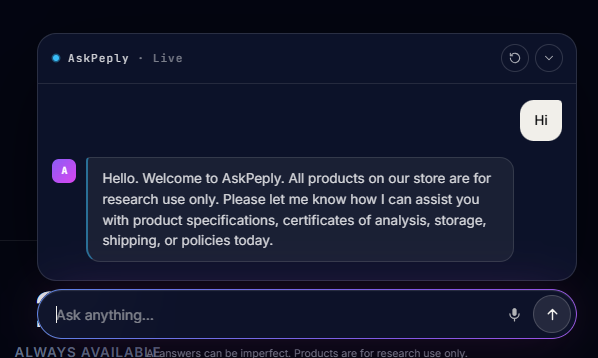 AskPeply · Live
Hi
A
Hello. Welcome to AskPeply. All products on our store are for
research use only. Please let me know how I can assist you
with product specifications, certificates of analysis, storage,
shipping, or policies today.
Ask anything...
ALWAYS AVAILABLE
answers can be imperfect. Products are for research use only.